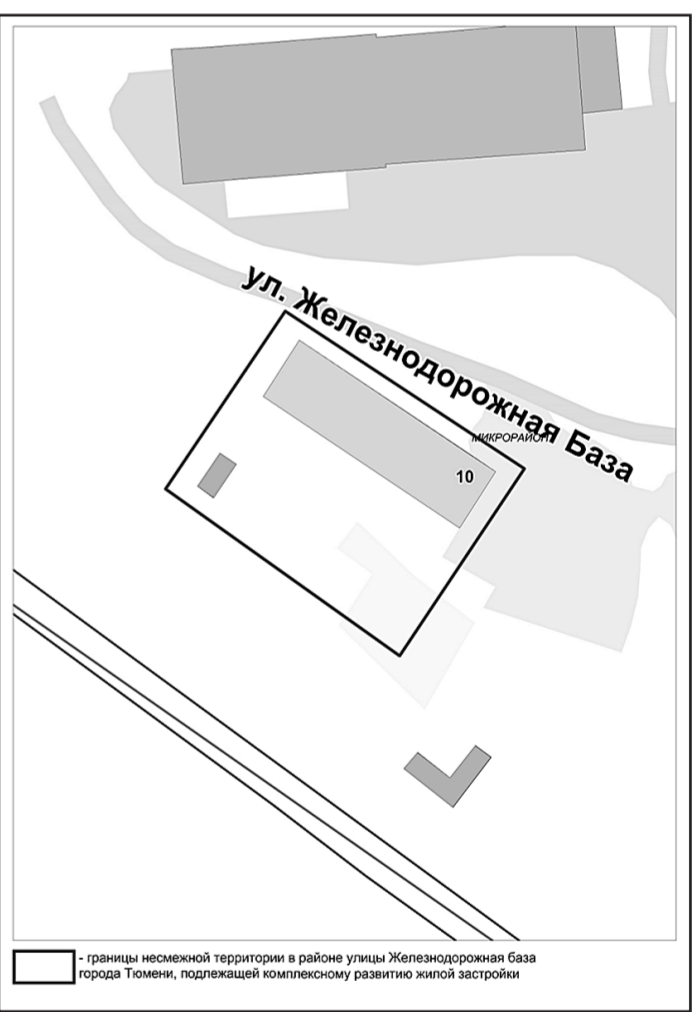 ул. Железнодорожная База
МИКРОРАЙОН
10
- границы несмежной территории в районе улицы Железнодорожная база
города Тюмени, подлежащей комплексному развитию жилой застройки